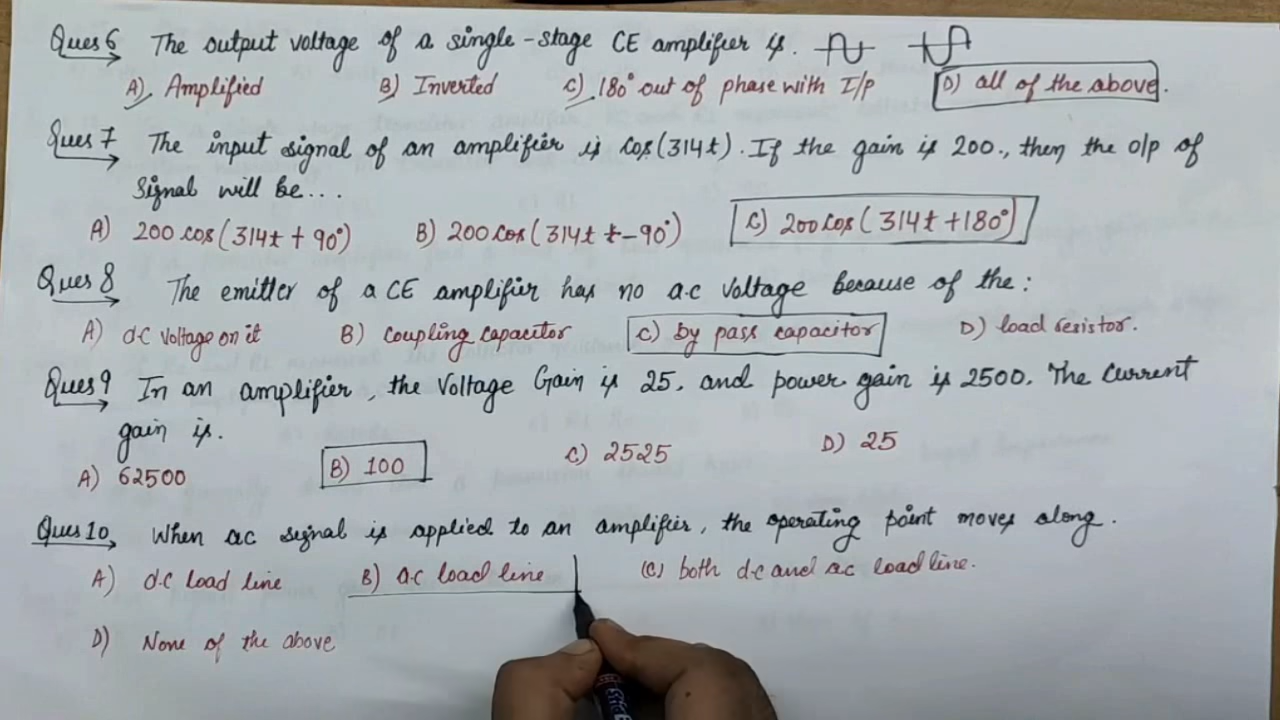 Ques 6 The output voltage of a single-stage CE amplifier is.
A) Amplified B) Inverted C) 180° out of phase with I/p D) all of the above.
Ques 7 The input signal of an amplifier is cos(314t). If the gain is 200., then the o/p of
signal will be...
A) 200 cos(314t + 90°) B) 200 cos(314t - 90°) C) 200 cos(314t + 180°)
Ques 8 The emitter of a CE amplifier has no a.c voltage because of the:
A) d.c voltage on it B) coupling capacitor C) by pass capacitor D) load resistor.
Ques 9 In an amplifier, the Voltage Gain is 25. and power gain is 2500. The current
gain is.
A) 62500 B) 100 C) 2525 D) 25
Ques 10 When ac signal is applied to an amplifier, the operating point moves along.
A) d.c load line B) a.c load line (C) both d.c and ac load line.
D) None of the above